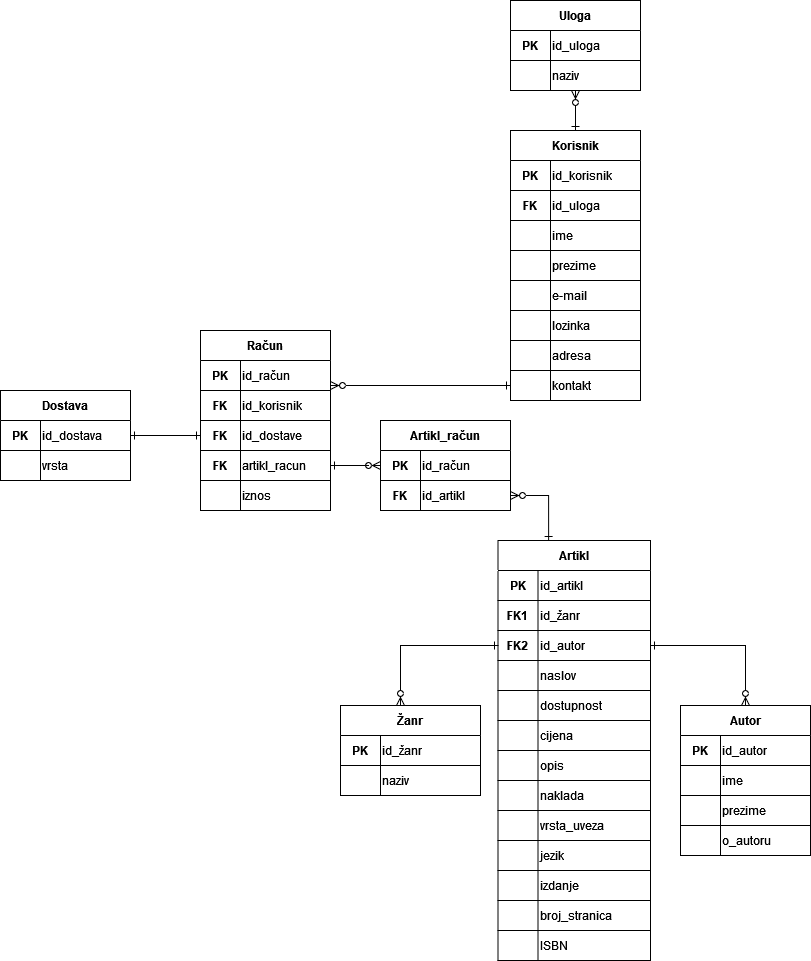 Uloga
PK id_uloga
naziv
Korisnik
PK id_korisnik
FK id_uloga
ime
prezime
e-mail
lozinka
adresa
kontakt
Račun
PK id_račun
FK id_korisnik
FK id_dostave
FK artikl_racun
iznos
Dostava
PK id_dostava
vrsta
Artikl_račun
PK id_račun
FK id_artikl
Artikl
PK id_artikl
FK1 id_žanr
FK2 id_autor
naslov
dostupnost
cijena
opis
naklada
vrsta_uveza
jezik
izdanje
broj_stranica
ISBN
Žanr
PK id_žanr
naziv
Autor
PK id_autor
ime
prezime
o_autoru